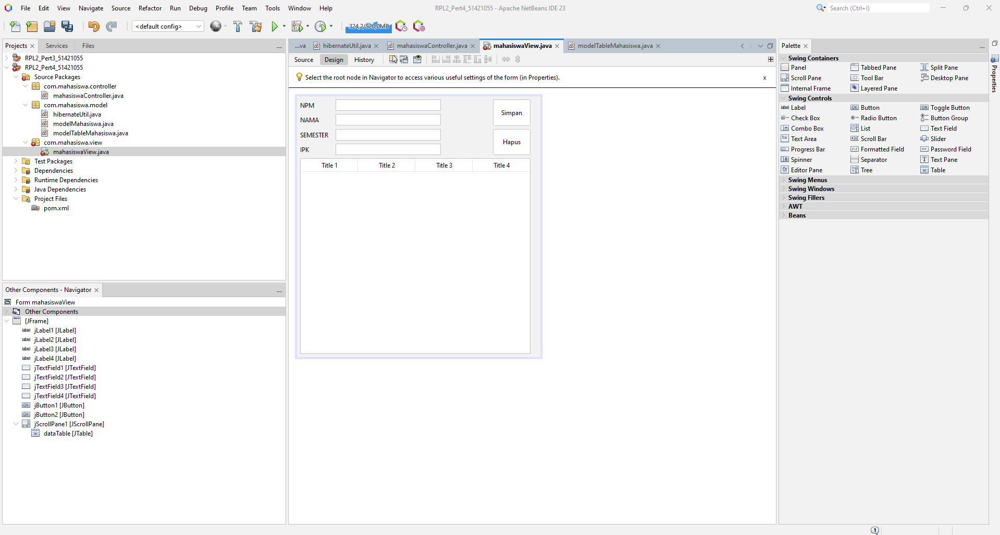 File Edit View Navigate Source Refactor Run Debug Profile Team Tools Window Help
RPL2_Pert4_51421055 - Apache NetBeans IDE 23
Search (Ctrl+I)
<default config>
324,2/520,0MB
Projects Services Files
RPL2_Pert3_51421055
RPL2_Pert4_51421055
Source Packages
com.mahasiswa.controller
mahasiswaController.java
com.mahasiswa.model
hibernateUtil.java
modelMahasiswa.java
modelTableMahasiswa.java
com.mahasiswa.view
mahasiswaView.java
Test Packages
Dependencies
Runtime Dependencies
Java Dependencies
Project Files
pom.xml
Other Components - Navigator
Form mahasiswaView
Other Components
[JFrame]
label jLabel1 [JLabel]
label jLabel2 [JLabel]
label jLabel3 [JLabel]
label jLabel4 [JLabel]
jTextField1 [JTextField]
jTextField2 [JTextField]
jTextField3 [JTextField]
jTextField4 [JTextField]
OK jButton1 [JButton]
OK jButton2 [JButton]
jScrollPane1 [JScrollPane]
dataTable [JTable]
...va hibernateUtil.java mahasiswaController.java mahasiswaView.java modelTableMahasiswa.java
Source Design History
Select the root node in Navigator to access various useful settings of the form (in Properties). x
NPM
NAMA
SEMESTER
IPK
Simpan
Hapus
Title 1 Title 2 Title 3 Title 4
Palette
Swing Containers
Panel Tabbed Pane Split Pane
Scroll Pane Tool Bar Desktop Pane
Internal Frame Layered Pane
Swing Controls
label Label OK Button ON Toggle Button
Check Box Radio Button Button Group
Combo Box List Text Field
Text Area Scroll Bar Slider
Progress Bar Formatted Field Password Field
Spinner Separator Text Pane
Editor Pane Tree Table
Swing Menus
Swing Windows
Swing Fillers
AWT
Beans
Properties
1